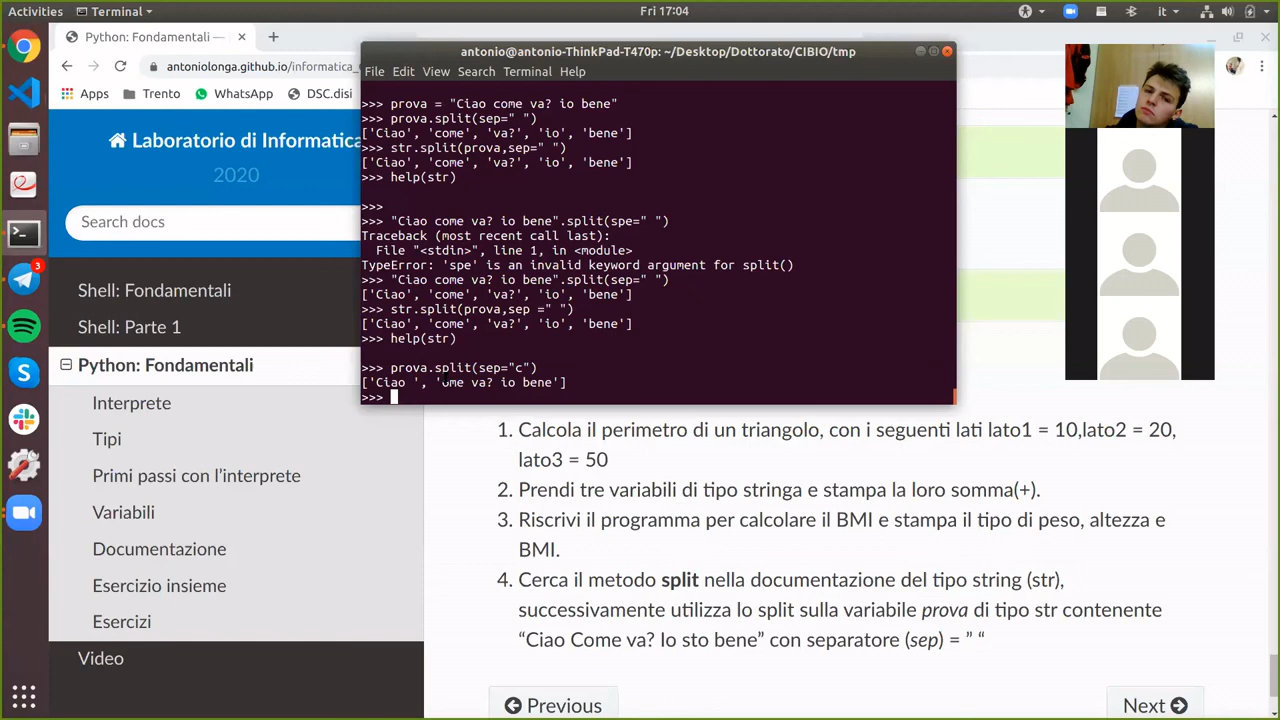 Activities
Terminal
Fri 17:04
it
Python: Fondamentali —
antoniolonga.github.io/informatica_
Apps
Trento
WhatsApp
DSC.disi
antonio@antonio-ThinkPad-T470p: ~/Desktop/Dottorato/CIBIO/tmp
File Edit View Search Terminal Help
>>> prova = "Ciao come va? io bene"
>>> prova.split(sep=" ")
['Ciao', 'come', 'va?', 'io', 'bene']
>>> str.split(prova,sep=" ")
['Ciao', 'come', 'va?', 'io', 'bene']
>>> help(str)
>>>
>>> "Ciao come va? io bene".split(spe=" ")
Traceback (most recent call last):
File "<stdin>", line 1, in <module>
TypeError: 'spe' is an invalid keyword argument for split()
>>> "Ciao come va? io bene".split(sep=" ")
['Ciao', 'come', 'va?', 'io', 'bene']
>>> str.split(prova,sep =" ")
['Ciao', 'come', 'va?', 'io', 'bene']
>>> help(str)
>>> prova.split(sep="c")
['Ciao ', 'ome va? io bene']
>>>
Laboratorio di Informatica
2020
Search docs
3
Shell: Fondamentali
Shell: Parte 1
Python: Fondamentali
Interprete
Tipi
Primi passi con l'interprete
Variabili
Documentazione
Esercizio insieme
Esercizi
Video
1. Calcola il perimetro di un triangolo, con i seguenti lati lato1 = 10,lato2 = 20,
lato3 = 50
2. Prendi tre variabili di tipo stringa e stampa la loro somma(+).
3. Riscrivi il programma per calcolare il BMI e stampa il tipo di peso, altezza e
BMI.
4. Cerca il metodo split nella documentazione del tipo string (str),
successivamente utilizza lo split sulla variabile prova di tipo str contenente
“Ciao Come va? Io sto bene” con separatore (sep) = ” “
Previous
Next